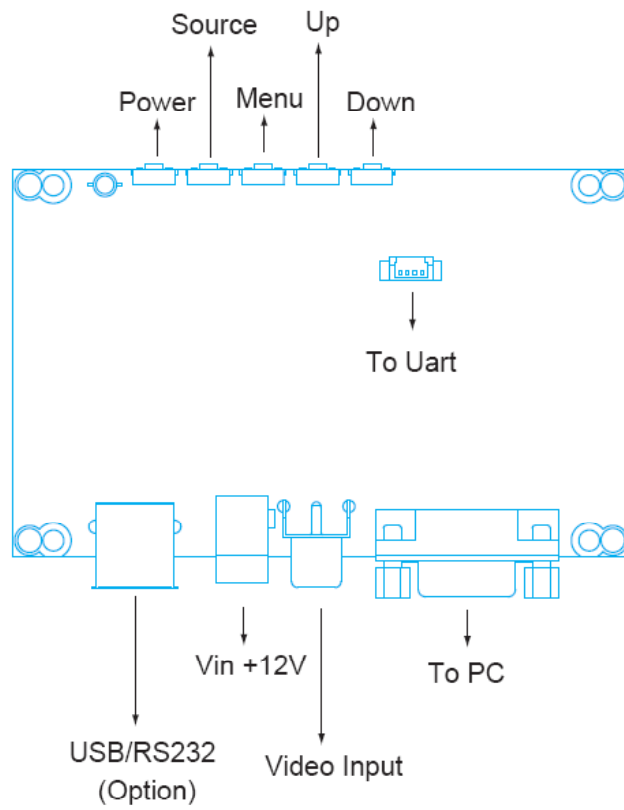 Source
Up
Power
Menu
Down
To Uart
Vin +12V
To PC
USB/RS232
(Option)
Video Input